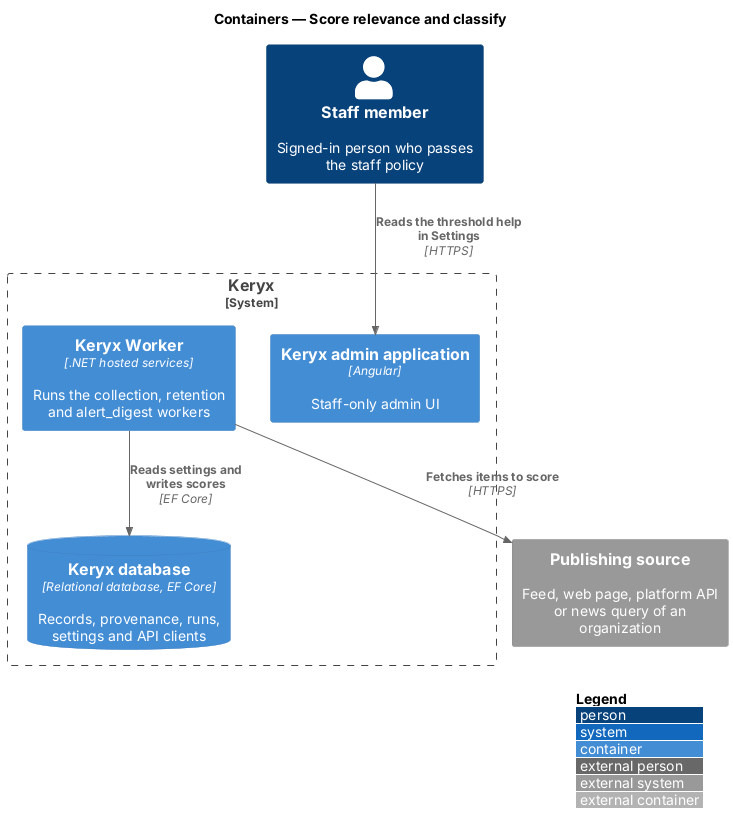 Containers — Score relevance and classify
Staff member
Signed-in person who passes
the staff policy
Reads the threshold help
in Settings
[HTTPS]
Keryx
[System]
Keryx Worker
[.NET hosted services]
Runs the collection, retention
and alert_digest workers
Keryx admin application
[Angular]
Staff-only admin UI
Reads settings and
writes scores
[EF Core]
Fetches items to score
[HTTPS]
Keryx database
[Relational database, EF Core]
Records, provenance, runs,
settings and API clients
Publishing source
Feed, web page, platform API
or news query of an
organization
Legend
person
system
container
external person
external system
external container